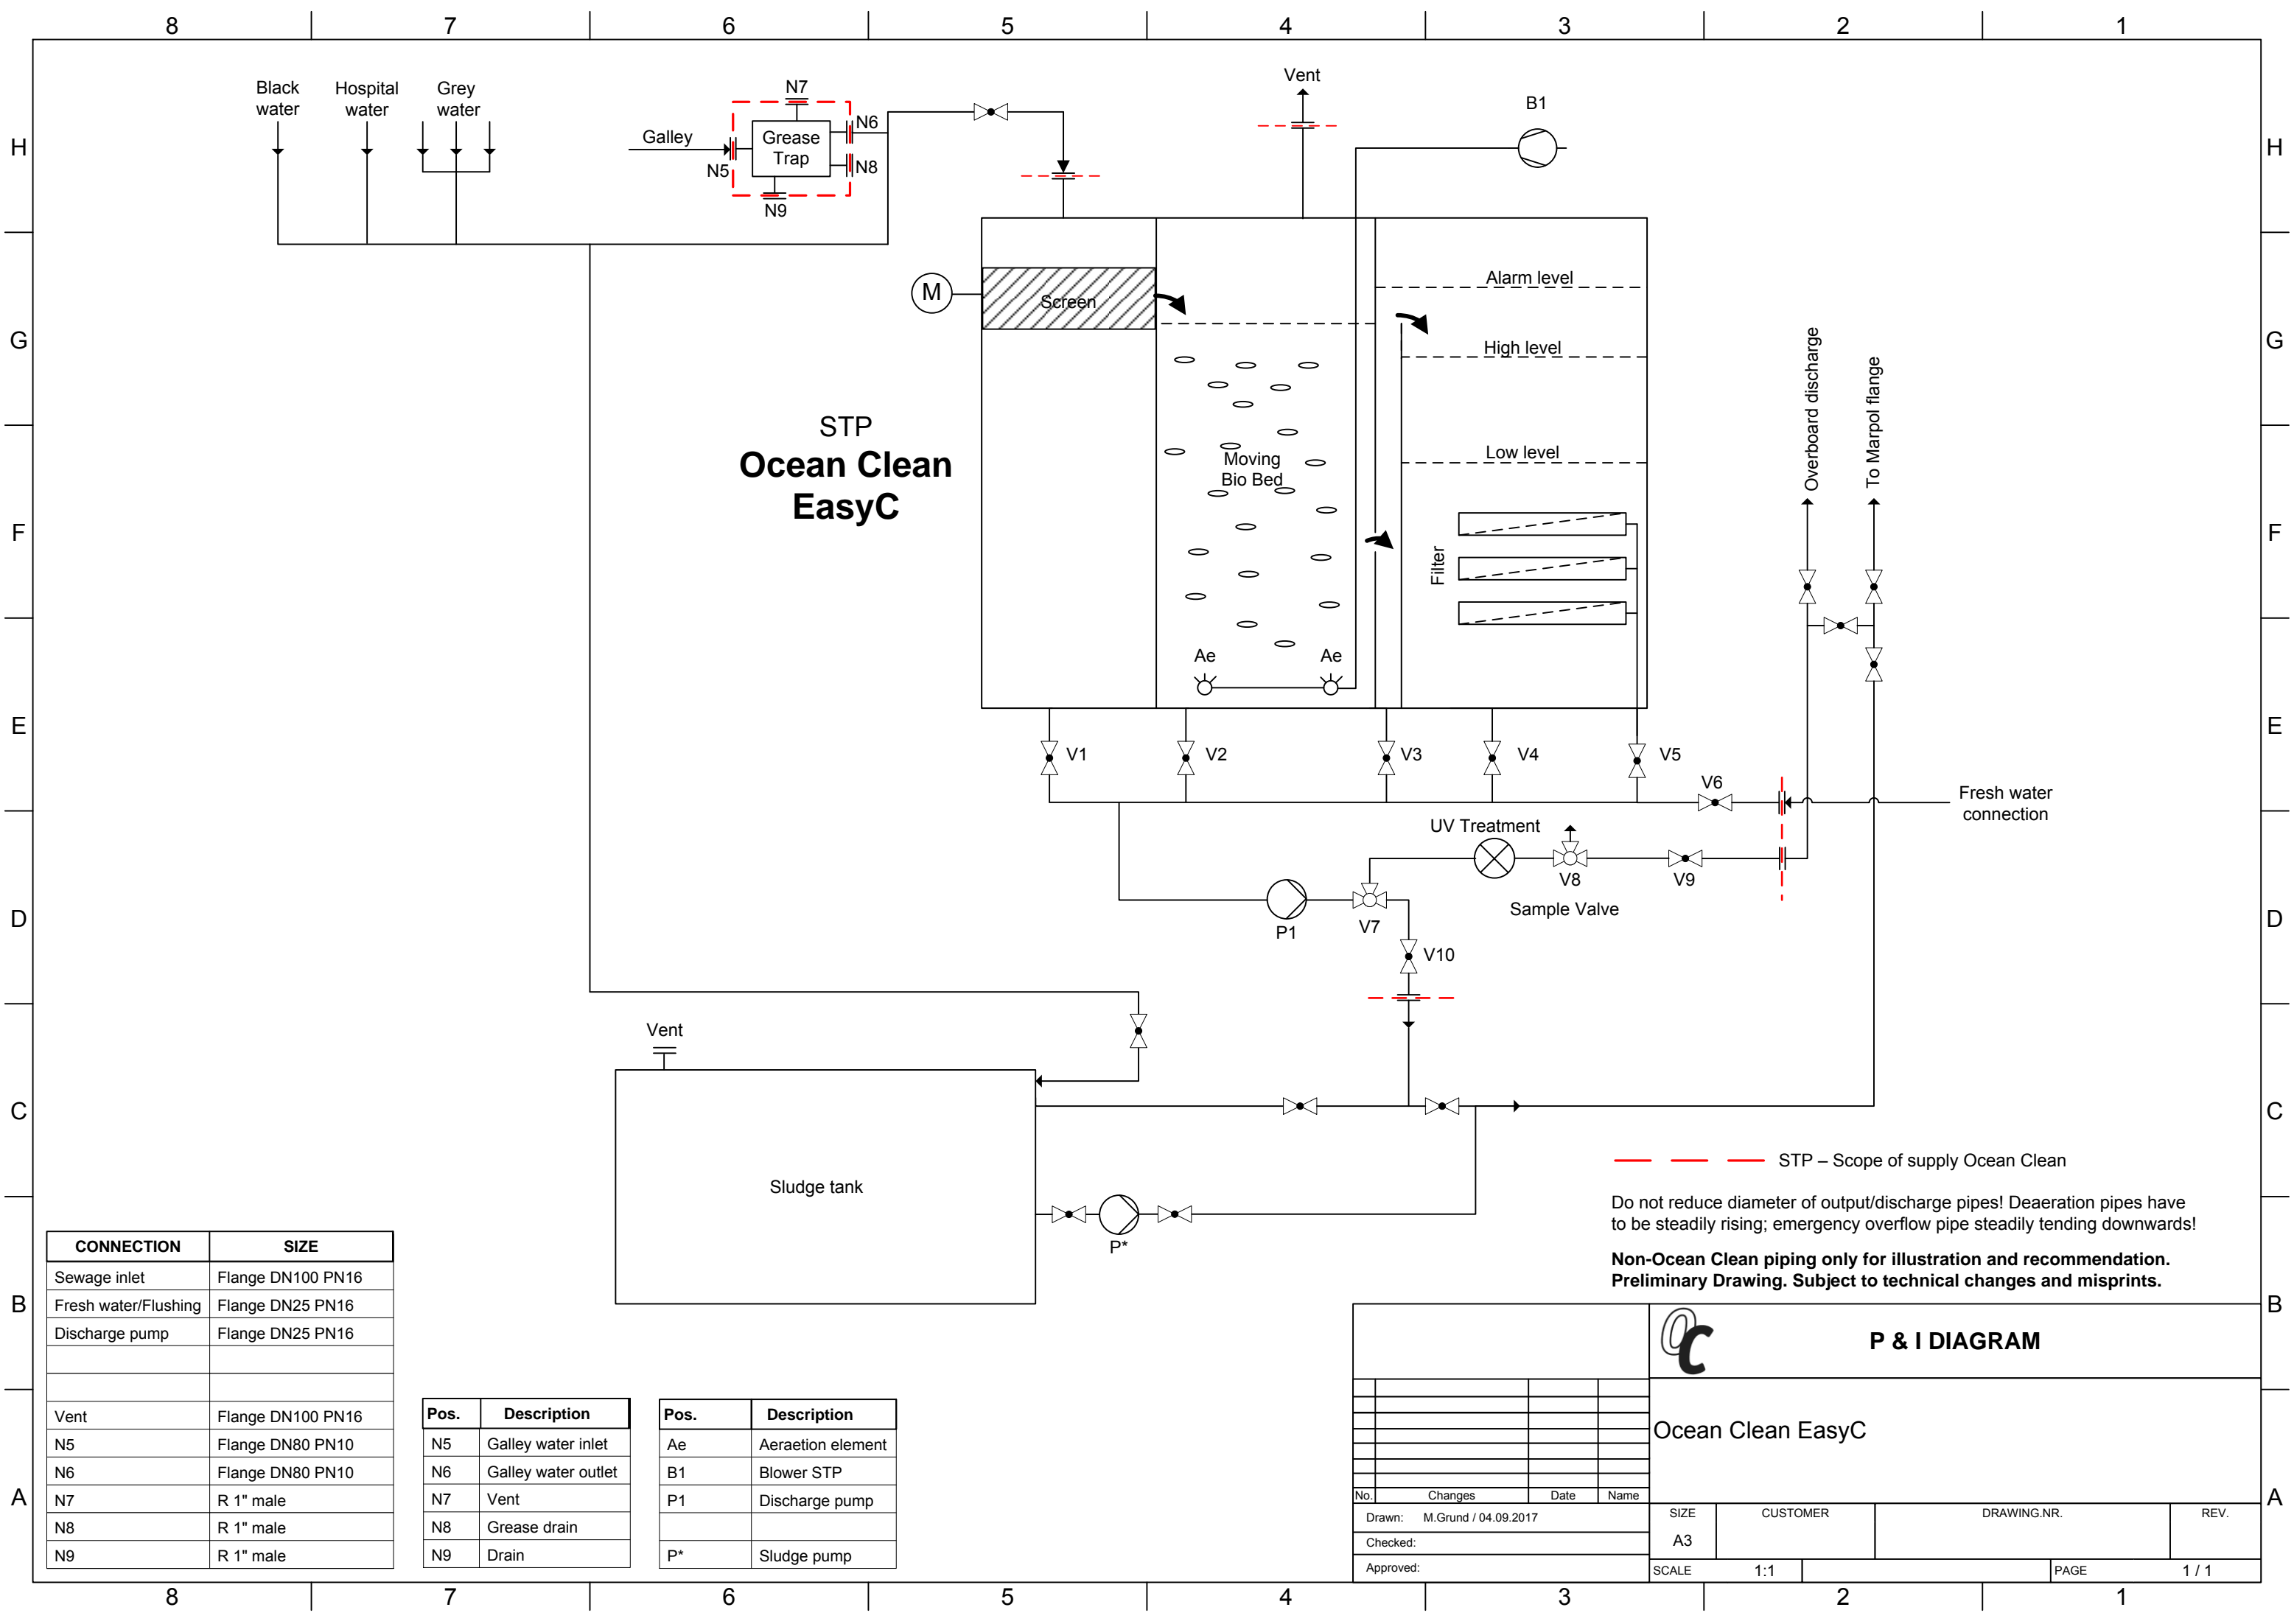 8 7 6 5 4 3 2 1
H
G
F
E
D
C
B
A
H
G
F
E
D
C
B
A
Black
water
Hospital
water
Grey
water
Galley
N7
N6
Grease
Trap
N5
N8
N9
Vent
B1
M
Screen
Alarm level
High level
Low level
STP
Ocean Clean
EasyC
Moving
Bio Bed
Filter
Ae
Ae
Overboard discharge
To Marpol flange
V1
V2
V3
V4
V5
V6
Fresh water
connection
UV Treatment
V8
V9
Sample Valve
P1
V7
V10
Vent
Sludge tank
P*
STP – Scope of supply Ocean Clean
Do not reduce diameter of output/discharge pipes! Deaeration pipes have
to be steadily rising; emergency overflow pipe steadily tending downwards!
Non-Ocean Clean piping only for illustration and recommendation.
Preliminary Drawing. Subject to technical changes and misprints.
CONNECTION SIZE
Sewage inlet Flange DN100 PN16
Fresh water/Flushing Flange DN25 PN16
Discharge pump Flange DN25 PN16
Vent Flange DN100 PN16
N5 Flange DN80 PN10
N6 Flange DN80 PN10
N7 R 1" male
N8 R 1" male
N9 R 1" male
Pos. Description
N5 Galley water inlet
N6 Galley water outlet
N7 Vent
N8 Grease drain
N9 Drain
Pos. Description
Ae Aeraetion element
B1 Blower STP
P1 Discharge pump
P* Sludge pump
OC
P & I DIAGRAM
Ocean Clean EasyC
No. Changes Date Name
Drawn: M.Grund / 04.09.2017
Checked:
Approved:
SIZE CUSTOMER DRAWING.NR. REV.
A3
SCALE 1:1 PAGE 1 / 1
8 7 6 5 4 3 2 1